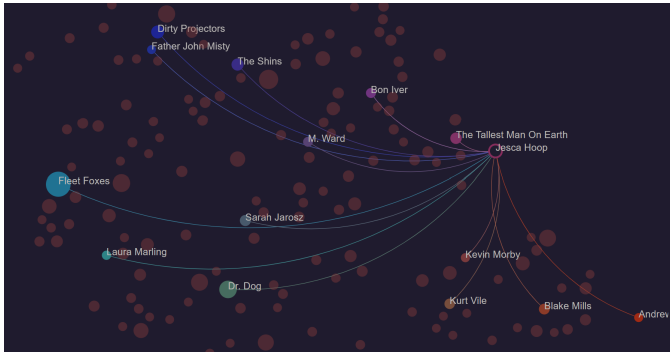 Dirty Projectors
Father John Misty
The Shins
Bon Iver
M. Ward
The Tallest Man On Earth
Jesca Hoop
Fleet Foxes
Sarah Jarosz
Laura Marling
Kevin Morby
Dr. Dog
Kurt Vile
Blake Mills
Andrew